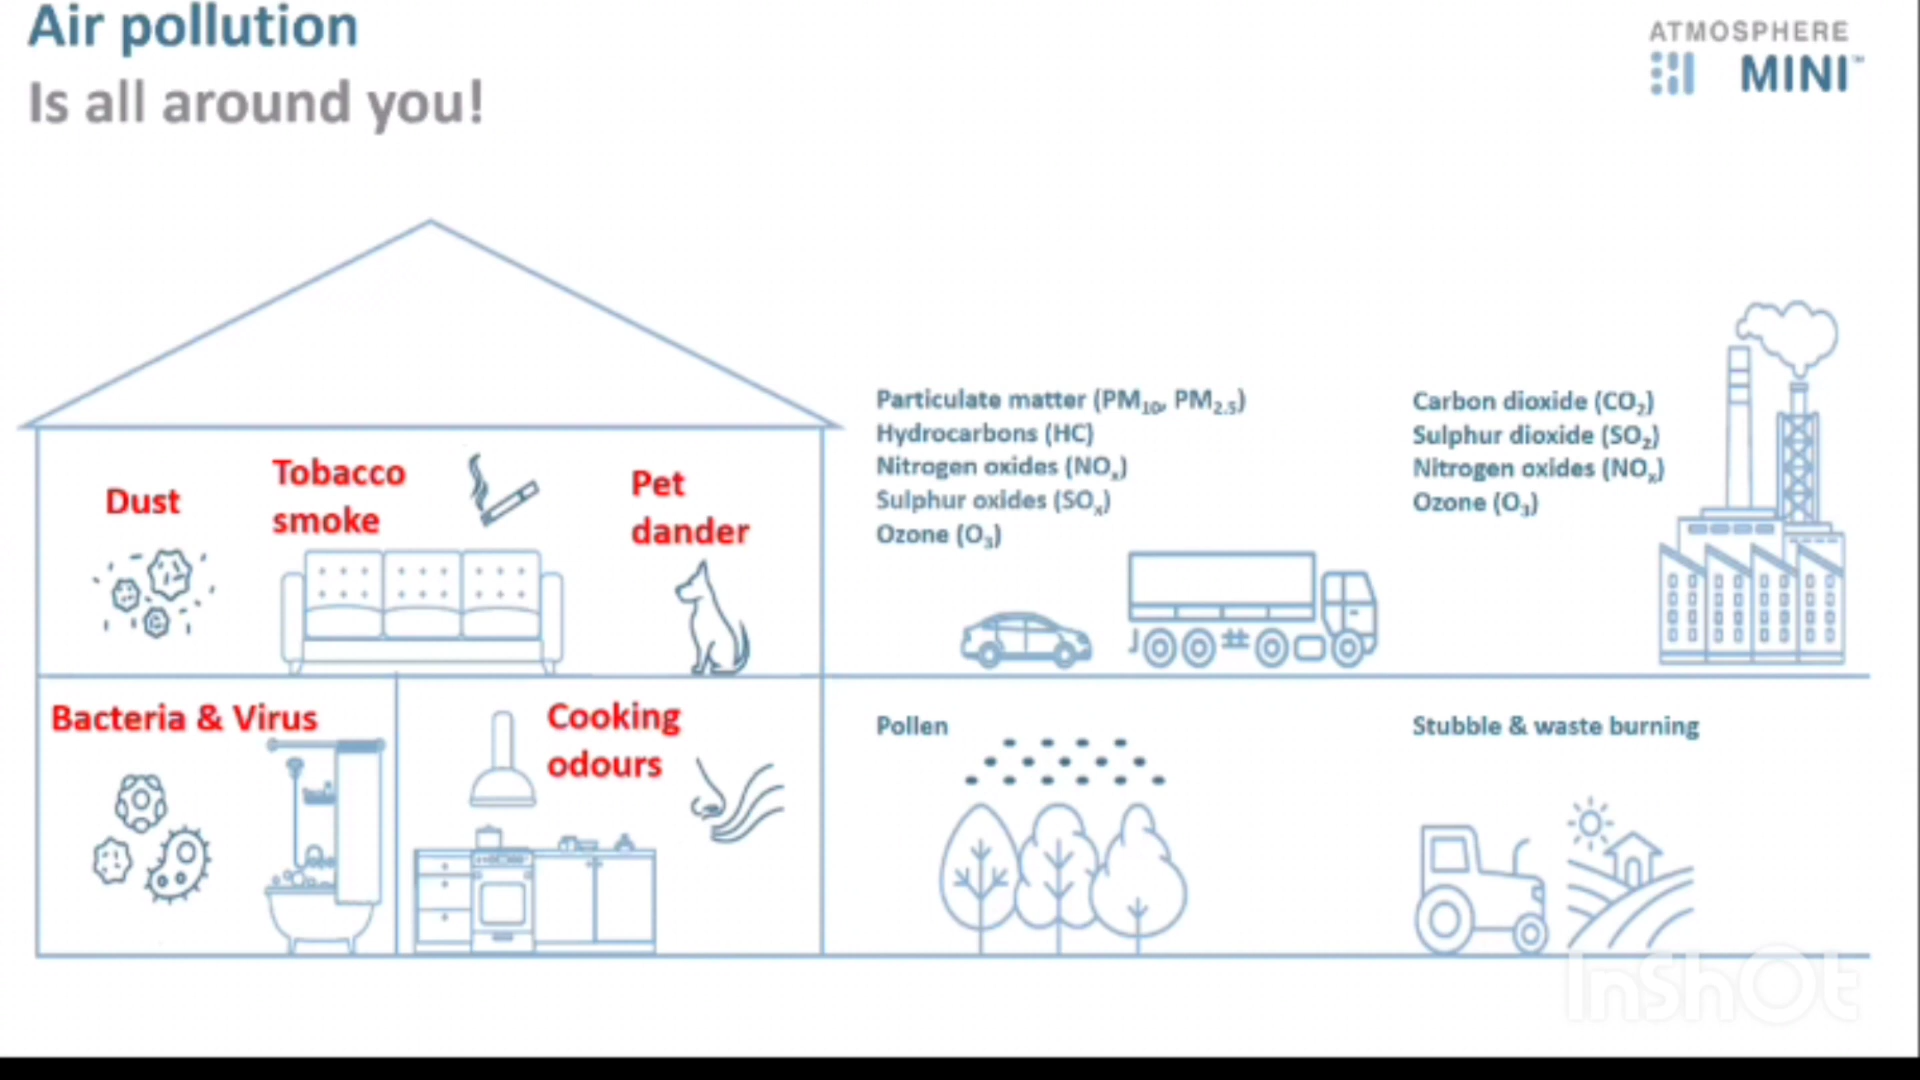 Air pollution
Is all around you!
ATMOSPHERE
MINI™
Dust
Tobacco
smoke
Pet
dander
Bacteria & Virus
Cooking
odours
Particulate matter (PM₁₀, PM₂.₅)
Hydrocarbons (HC)
Nitrogen oxides (NOₓ)
Sulphur oxides (SOₓ)
Ozone (O₃)
Carbon dioxide (CO₂)
Sulphur dioxide (SO₂)
Nitrogen oxides (NOₓ)
Ozone (O₃)
Pollen
Stubble & waste burning
InShOt